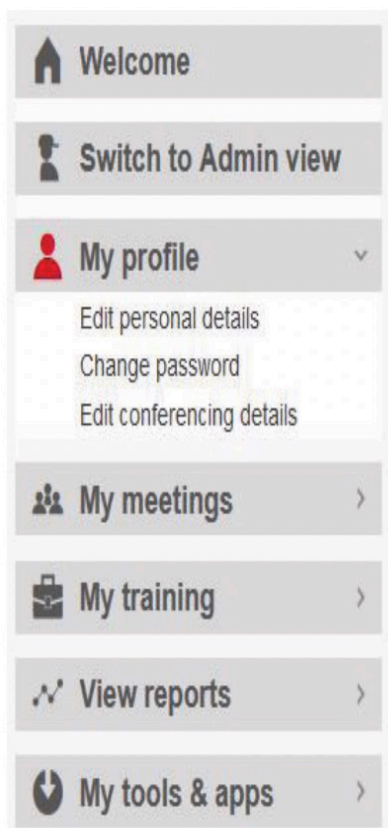 Welcome
Switch to Admin view
My profile
Edit personal details
Change password
Edit conferencing details
My meetings
My training
View reports
My tools & apps